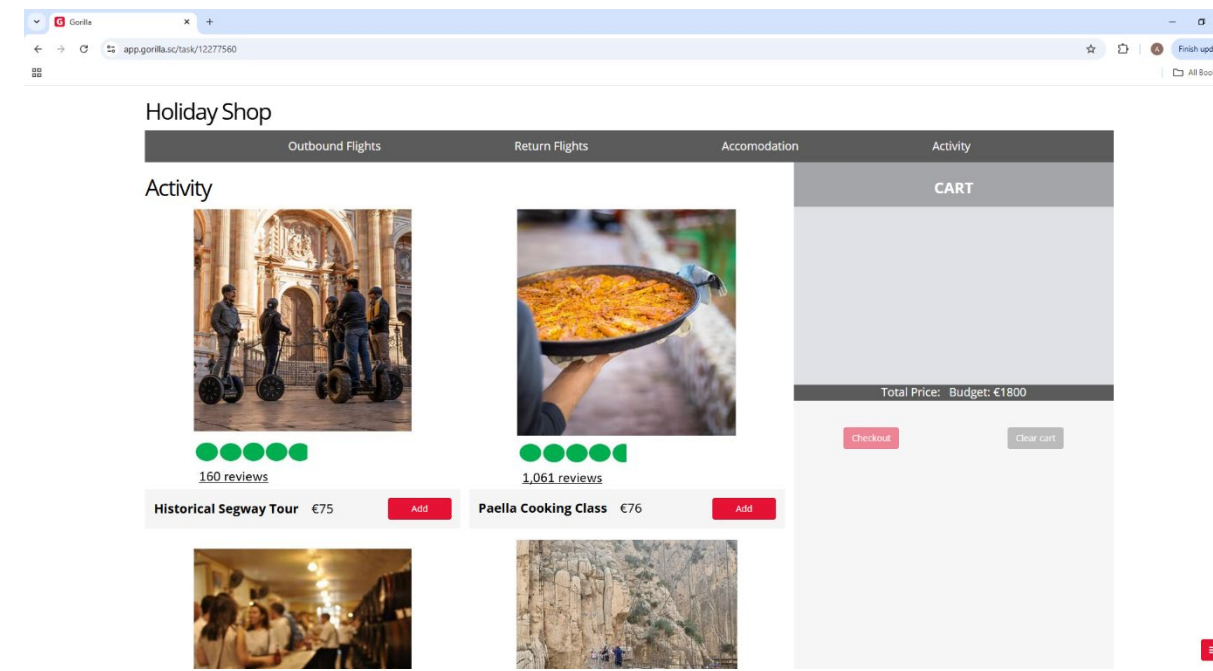 Gorilla
app.gorilla.sc/task/12277560
Finish upd
All Boo
Holiday Shop
Outbound Flights Return Flights Accomodation Activity
Activity
CART
160 reviews
1,061 reviews
Historical Segway Tour €75 Add
Paella Cooking Class €76 Add
Total Price: Budget: €1800
Checkout Clear cart